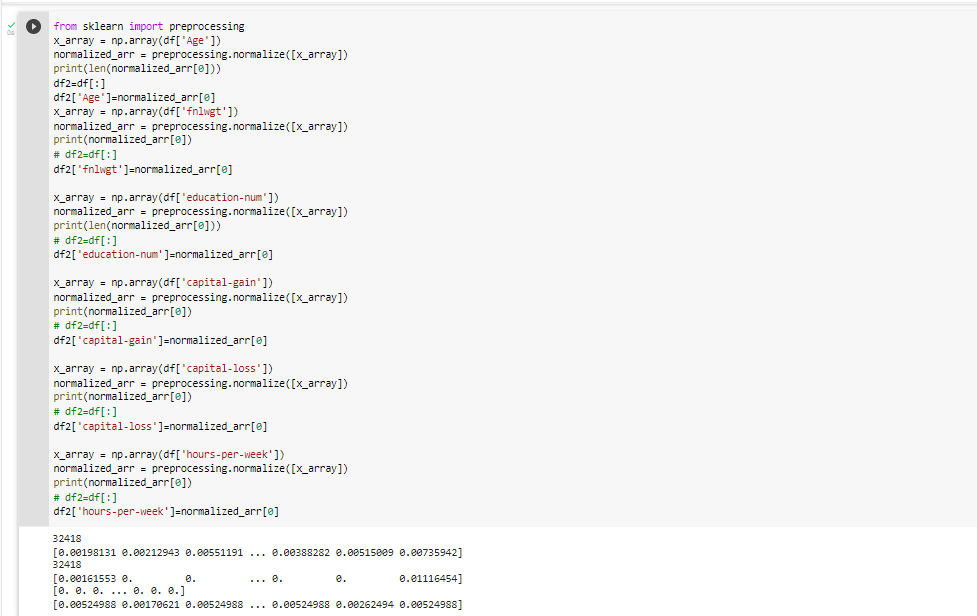 from sklearn import preprocessing
x_array = np.array(df['Age'])
normalized_arr = preprocessing.normalize([x_array])
print(len(normalized_arr[0]))
df2=df[:]
df2['Age']=normalized_arr[0]
x_array = np.array(df['fnlwgt'])
normalized_arr = preprocessing.normalize([x_array])
print(normalized_arr[0])
# df2=df[:]
df2['fnlwgt']=normalized_arr[0]
x_array = np.array(df['education-num'])
normalized_arr = preprocessing.normalize([x_array])
print(len(normalized_arr[0]))
# df2=df[:]
df2['education-num']=normalized_arr[0]
x_array = np.array(df['capital-gain'])
normalized_arr = preprocessing.normalize([x_array])
print(normalized_arr[0])
# df2=df[:]
df2['capital-gain']=normalized_arr[0]
x_array = np.array(df['capital-loss'])
normalized_arr = preprocessing.normalize([x_array])
print(normalized_arr[0])
# df2=df[:]
df2['capital-loss']=normalized_arr[0]
x_array = np.array(df['hours-per-week'])
normalized_arr = preprocessing.normalize([x_array])
print(normalized_arr[0])
# df2=df[:]
df2['hours-per-week']=normalized_arr[0]
32418
[0.00198131 0.00212943 0.00551191 ... 0.00388282 0.00515009 0.00735942]
32418
[0.00161553 0. 0. ... 0. 0. 0.01116454]
[0. 0. 0. ... 0. 0. 0.]
[0.00524988 0.00170621 0.00524988 ... 0.00524988 0.00262494 0.00524988]